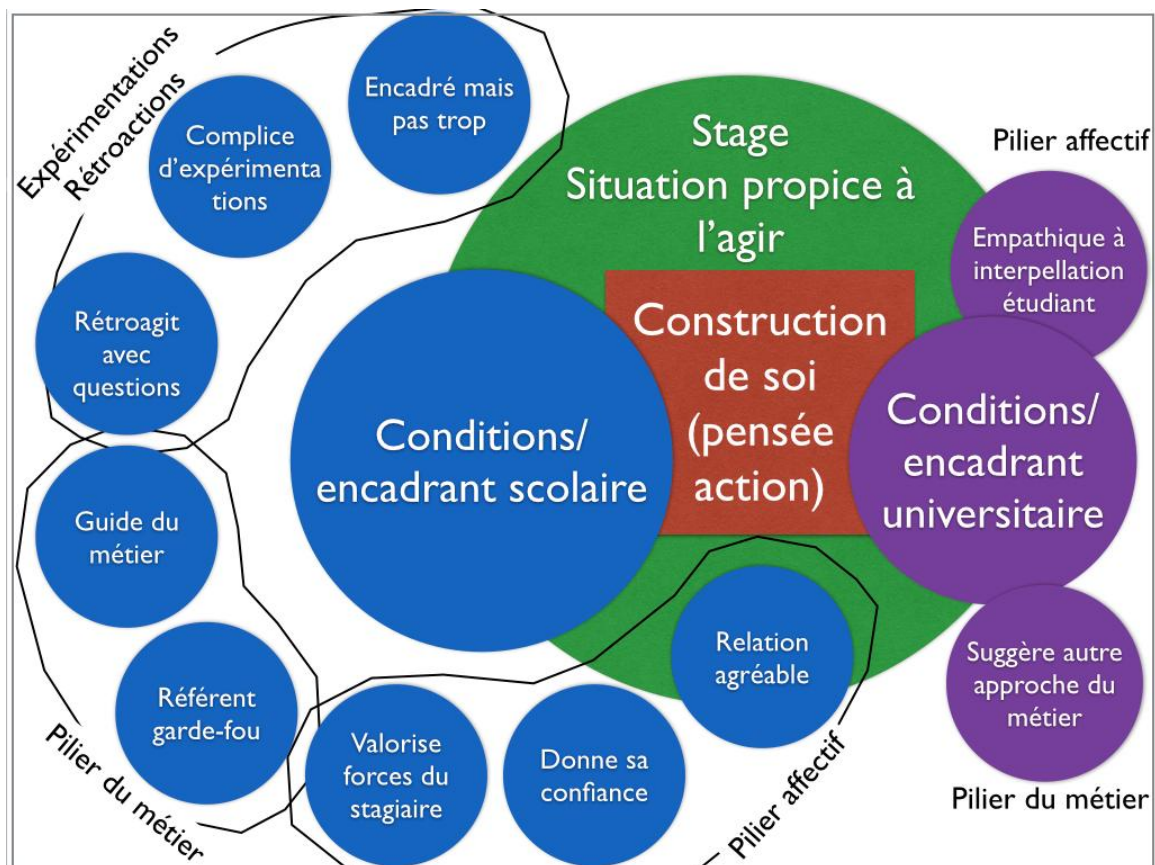 Expérimentations
Rétroactions
Encadré mais
pas trop
Complice
d'expérimenta
tions
Rétroagit
avec
questions
Guide du
métier
Référent
garde-fou
Pilier du métier
Valorise
forces du
stagiaire
Donne sa
confiance
Relation
agréable
Pilier affectif
Conditions/
encadrant scolaire
Stage
Situation propice à
l'agir
Construction
de soi
(pensée
action)
Pilier affectif
Empathique à
interpellation
étudiant
Conditions/
encadrant
universitaire
Suggère autre
approche du
métier
Pilier du métier